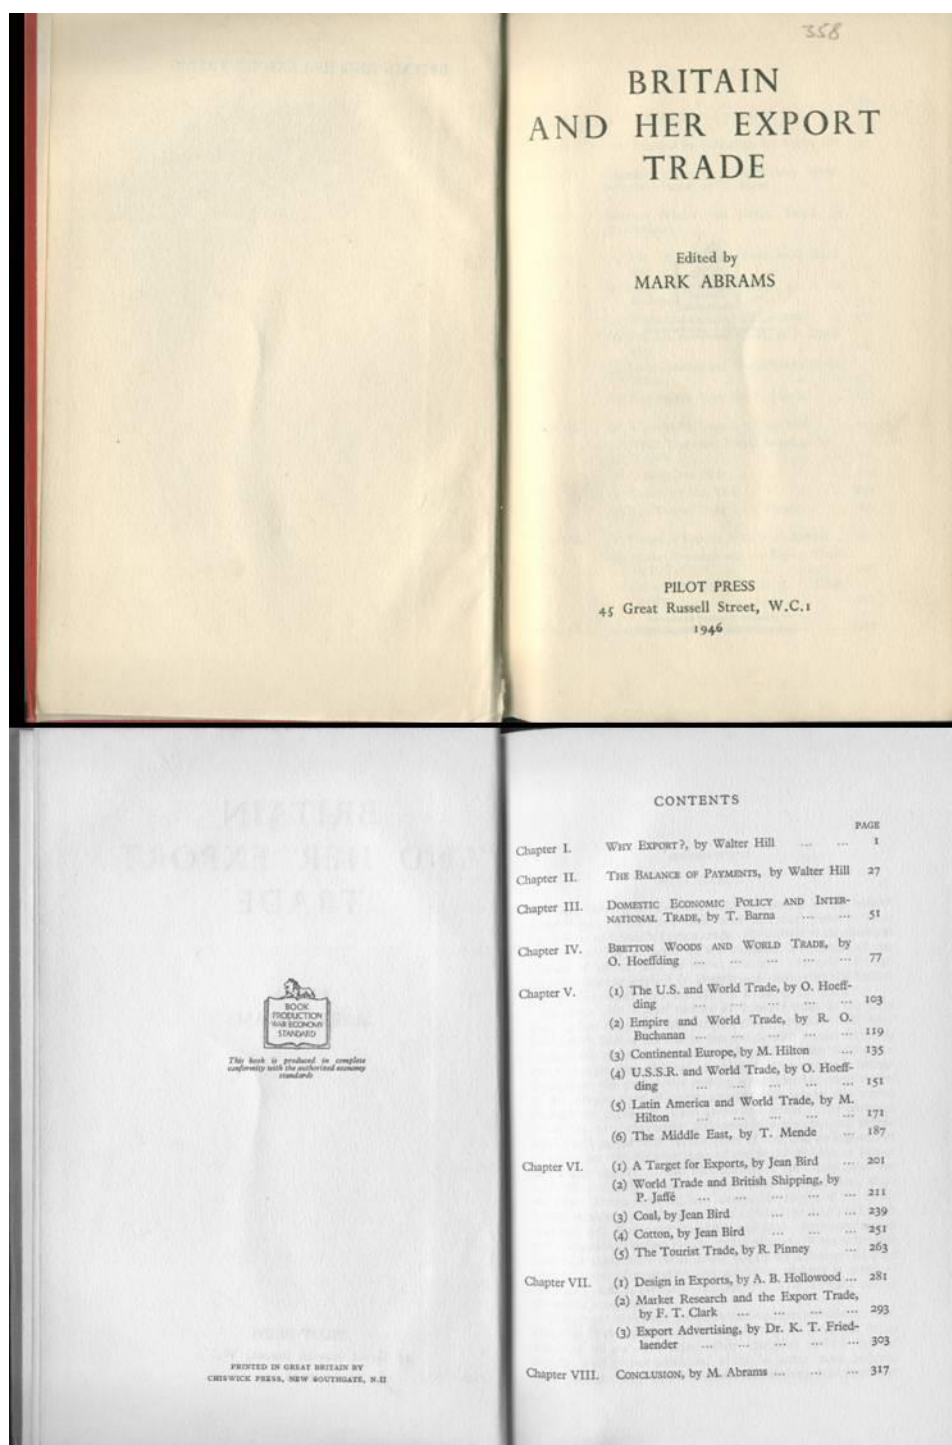 358
BRITAIN
AND HER EXPORT
TRADE
Edited by
MARK ABRAMS
PILOT PRESS
45 Great Russell Street, W.C.1
1946
BOOK
PRODUCTION
WAR ECONOMY
STANDARD
This book is produced in complete
conformity with the authorized economy
standards
PRINTED IN GREAT BRITAIN BY
CHISWICK PRESS, NEW SOUTHGATE, N.11
CONTENTS
PAGE
Chapter I. WHY EXPORT?, by Walter Hill ... ... 1
Chapter II. THE BALANCE OF PAYMENTS, by Walter Hill 27
Chapter III. DOMESTIC ECONOMIC POLICY AND INTER-
NATIONAL TRADE, by T. Barna ... ... 51
Chapter IV. BRETTON WOODS AND WORLD TRADE, by
O. Hoeffding ... ... ... ... ... 77
Chapter V. (1) The U.S. and World Trade, by O. Hoeff-
ding ... ... ... ... ... 103
(2) Empire and World Trade, by R. O.
Buchanan ... ... ... ... ... 119
(3) Continental Europe, by M. Hilton ... 135
(4) U.S.S.R. and World Trade, by O. Hoeff-
ding ... ... ... ... ... 151
(5) Latin America and World Trade, by M.
Hilton ... ... ... ... ... 171
(6) The Middle East, by T. Mende ... 187
Chapter VI. (1) A Target for Exports, by Jean Bird ... 201
(2) World Trade and British Shipping, by
P. Jaffé ... ... ... ... ... 211
(3) Coal, by Jean Bird ... ... ... 239
(4) Cotton, by Jean Bird ... ... ... 251
(5) The Tourist Trade, by R. Pinney ... 263
Chapter VII. (1) Design in Exports, by A. B. Hollowood ... 281
(2) Market Research and the Export Trade,
by F. T. Clark ... ... ... ... 293
(3) Export Advertising, by Dr. K. T. Fried-
laender ... ... ... ... ... 303
Chapter VIII. CONCLUSION, by M. Abrams ... ... ... 317